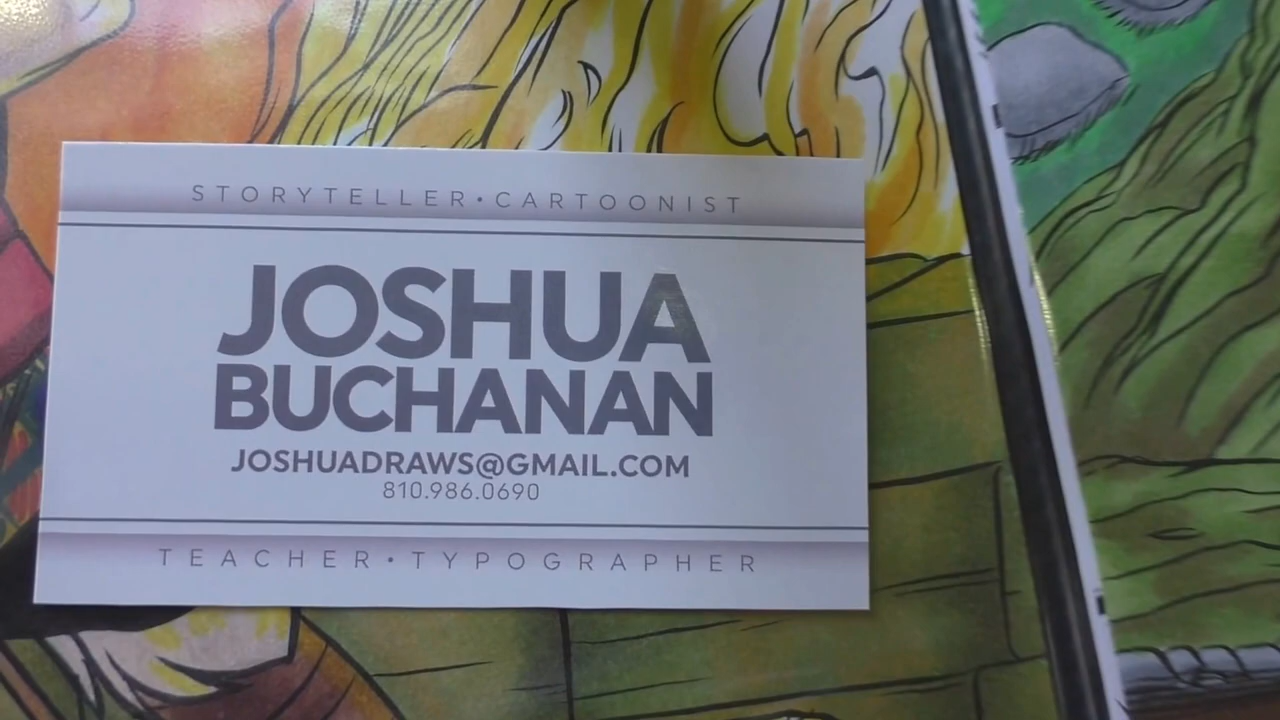 STORYTELLER•CARTOONIST
JOSHUA
BUCHANAN
JOSHUADRAWS@GMAIL.COM
810.986.0690
TEACHER•TYPOGRAPHER